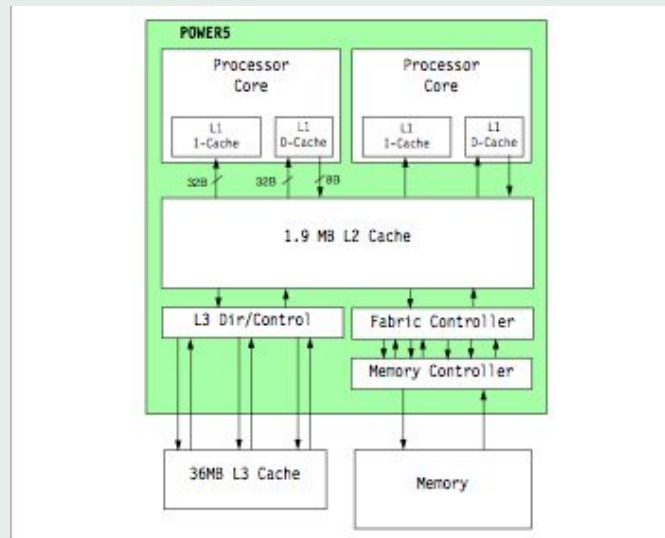 POWER5
Processor
Core
Processor
Core
L1
I-Cache
L1
D-Cache
L1
I-Cache
L1
D-Cache
32B
32B
8B
1.9 MB L2 Cache
L3 Dir/Control
Fabric Controller
Memory Controller
36MB L3 Cache
Memory